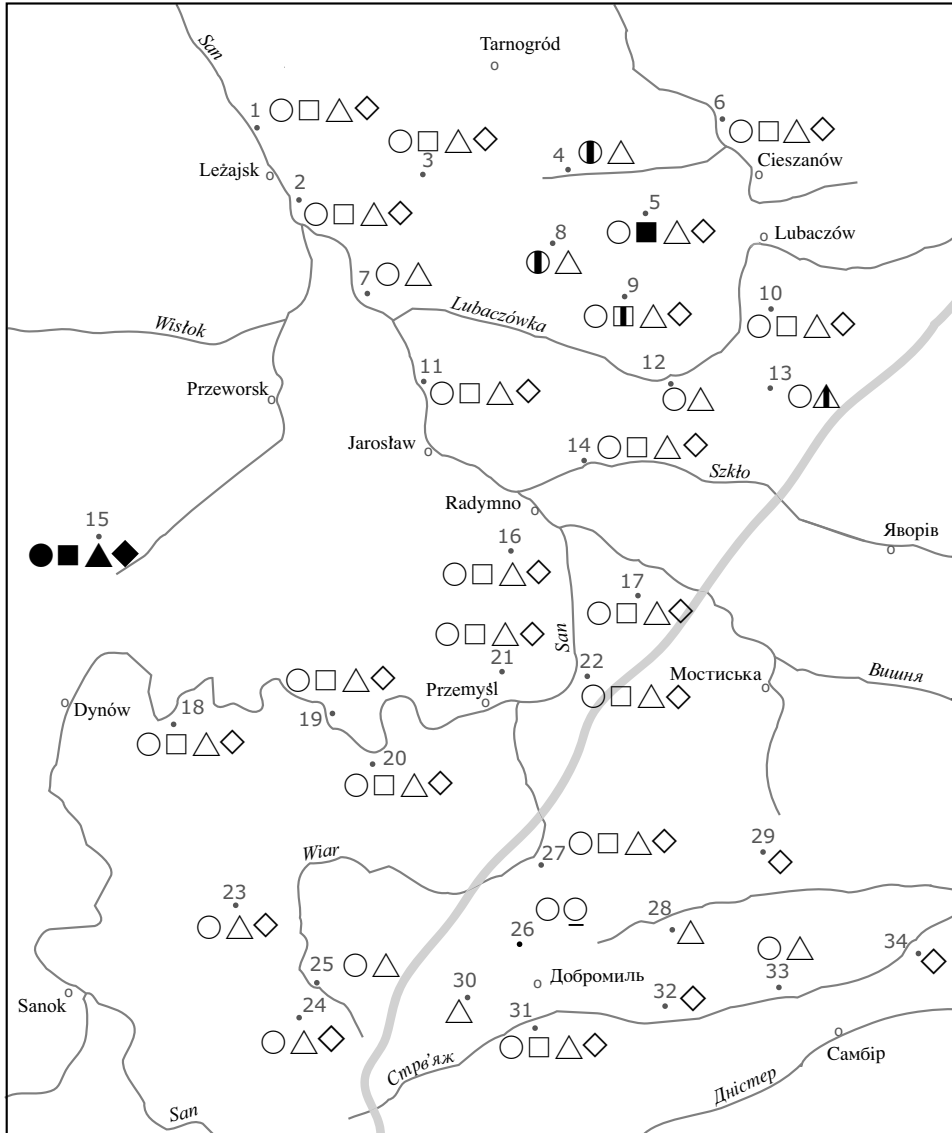 San
Tarnogród
1
3
6
4
Cieszanów
Leżajsk
2
5
8
Lubaczów
7
9
10
Wisłok
Lubaczówka
12
13
11
Przeworsk
14
Jarosław
Szkło
Radymno
15
16
Яворів
17
San
21
22
Вишня
Мостиська
Przemyśl
Dynów
18
19
20
29
27
Wiar
23
28
26
34
25
33
Sanok
30
Добромиль
32
24
31
Самбір
Стрв’яж
Дністер
San